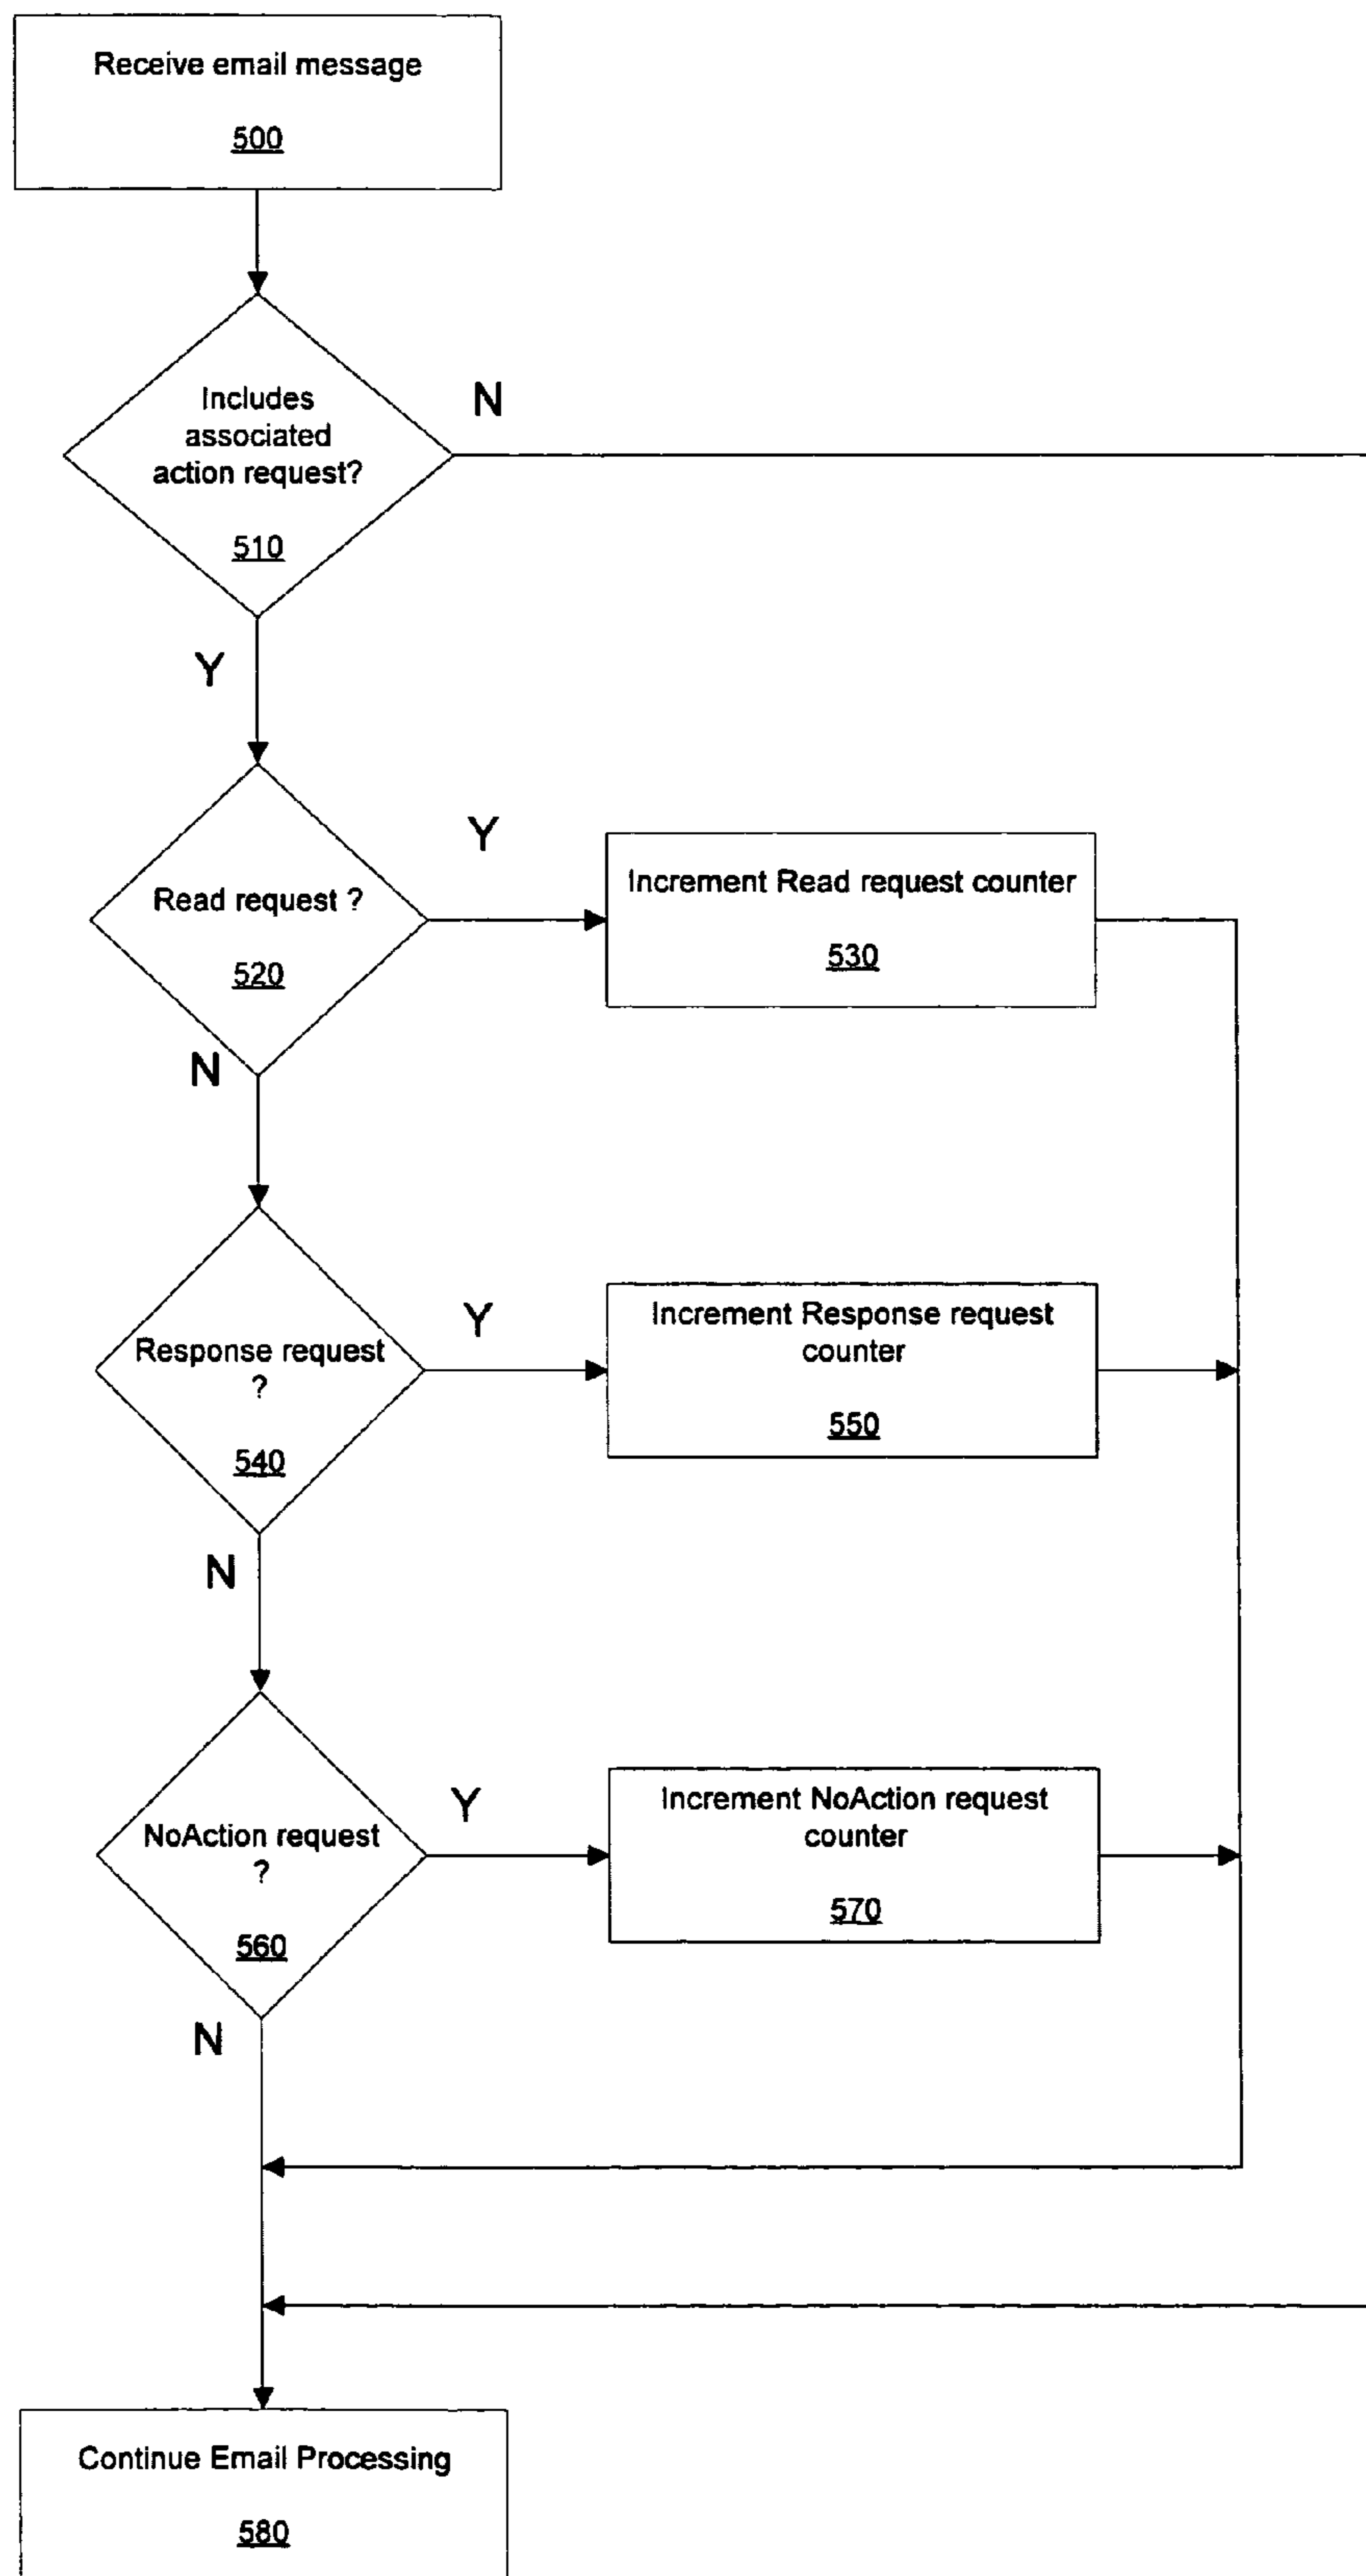 Receive email message
500
Includes
associated
action request?
510
N
Y
Read request ?
520
Y
Increment Read request counter
530
N
Response request
?
540
Y
Increment Response request
counter
550
N
NoAction request
?
560
Y
Increment NoAction request
counter
570
N
Continue Email Processing
580